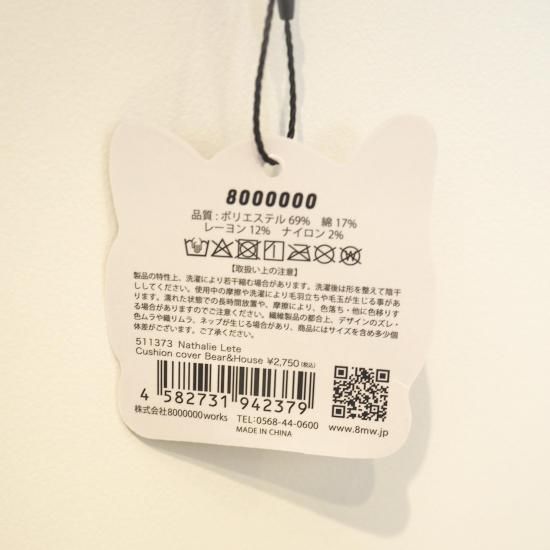 8000000
品質:ポリエステル 69% 綿 17%
レーヨン 12% ナイロン 2%
【取扱い上の注意】
製品の特性上、洗濯により若干縮む場合があります。洗濯後は形を整えて陰干
ししてください。使用中の摩擦や洗濯により毛羽立ちや毛玉が生じる事があ
ります。濡れた状態での長時間放置や、摩擦により、色落ち・他に色移りす
る場合がありますのでご注意ください。繊維製品の都合上、デザインのズレ・
色ムラや織りムラ、ネップが生じる場合があり、商品にはサイズを含め多少個
体差がございます。ご了承ください。
511373 Nathalie Lete
Cushion cover Bear&House ¥2,750(税込)
4 582731 942379
株式会社8000000works TEL:0568-44-0600
MADE IN CHINA
www.8mw.jp